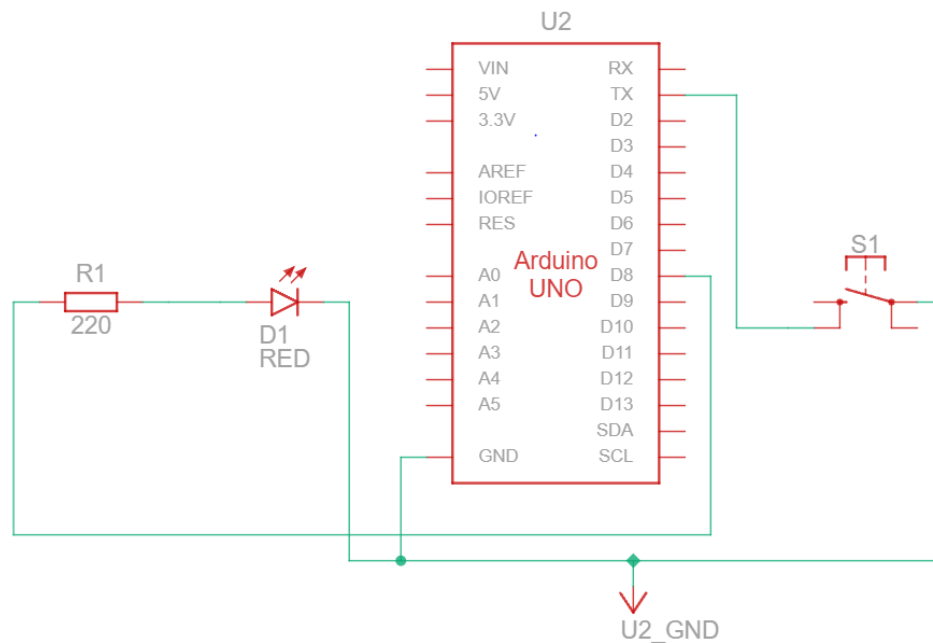 U2
VIN
5V
3.3V
AREF
IOREF
RES
A0
A1
A2
A3
A4
A5
GND
Arduino
UNO
RX
TX
D2
D3
D4
D5
D6
D7
D8
D9
D10
D11
D12
D13
SDA
SCL
R1
220
D1
RED
S1
U2_GND